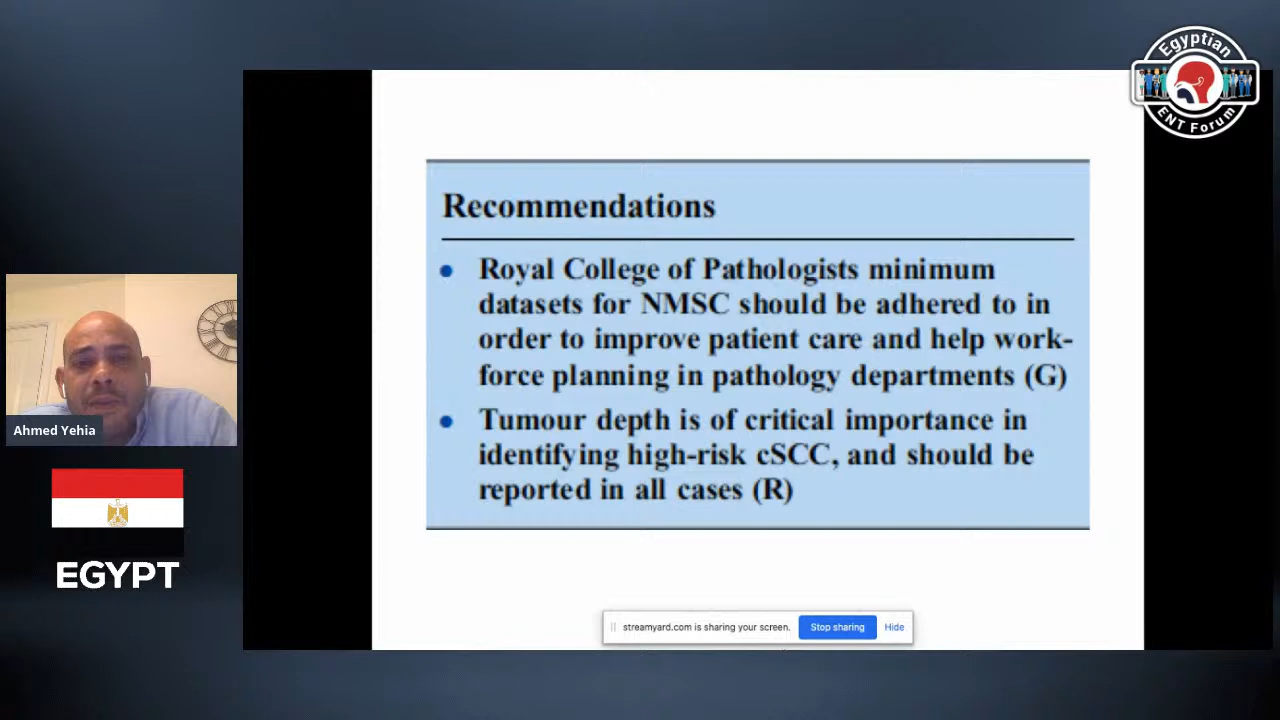 Egyptian
ENT Forum
Recommendations
Royal College of Pathologists minimum
datasets for NMSC should be adhered to in
order to improve patient care and help work-
force planning in pathology departments (G)
Tumour depth is of critical importance in
identifying high-risk cSCC, and should be
reported in all cases (R)
Ahmed Yehia
EGYPT
streamyard.com is sharing your screen.
Stop sharing
Hide